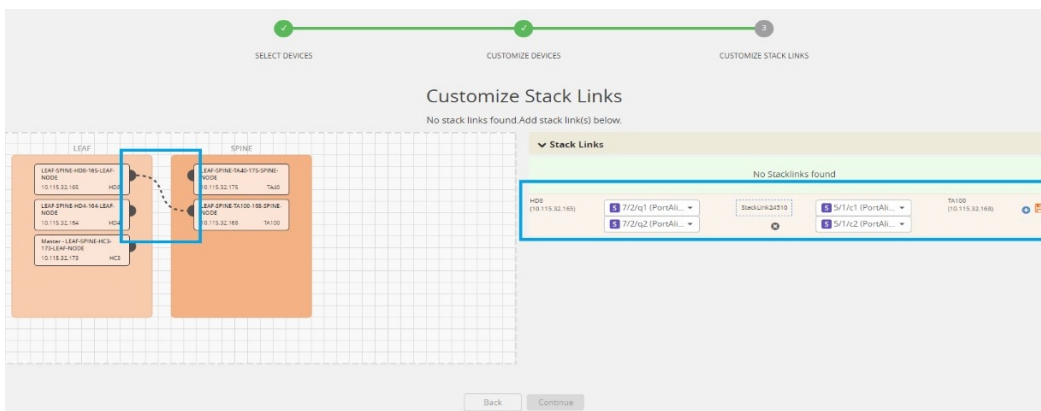 3
SELECT DEVICES
CUSTOMIZE DEVICES
CUSTOMIZE STACK LINKS
Customize Stack Links
No stack links found.Add stack link(s) below.
LEAF
SPINE
LEAF-SPINE-HD8-165-LEAF-
NODE
10.115.32.165 HD8
LEAF-SPINE-HD4-164-LEAF-
NODE
10.115.32.164 HD4
Master - LEAF-SPINE-HC3-
173-LEAF-NODE
10.115.32.173 HC3
LEAF-SPINE-TA40-175-SPINE-
NODE
10.115.32.175 TA40
LEAF-SPINE-TA100-168-SPINE-
NODE
10.115.32.168 TA100
Stack Links
No Stacklinks found
HD8
(10.115.32.165)
S 7/2/q1 (PortAli...
S 7/2/q2 (PortAli...
StackLink24510
S 5/1/c1 (PortAli...
S 5/1/c2 (PortAli...
TA100
(10.115.32.168)
Back
Continue